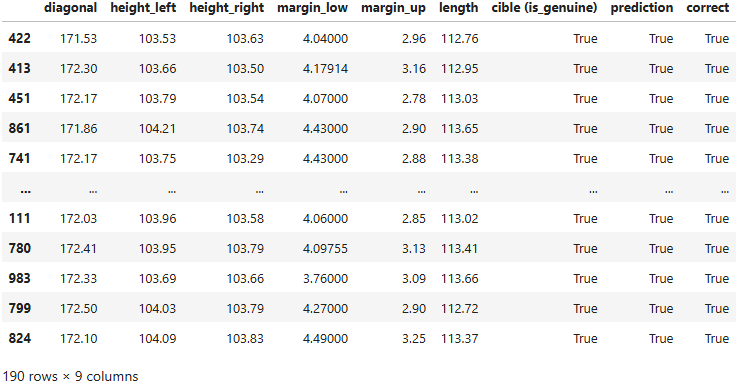 diagonal height_left height_right margin_low margin_up length cible (is_genuine) prediction correct
422 171.53 103.53 103.63 4.04000 2.96 112.76 True True True
413 172.30 103.66 103.50 4.17914 3.16 112.95 True True True
451 172.17 103.79 103.54 4.07000 2.78 113.03 True True True
861 171.86 104.21 103.74 4.43000 2.90 113.65 True True True
741 172.17 103.75 103.29 4.43000 2.88 113.38 True True True
... ... ... ... ... ... ... ... ... ...
111 172.03 103.96 103.58 4.06000 2.85 113.02 True True True
780 172.41 103.95 103.79 4.09755 3.13 113.41 True True True
983 172.33 103.69 103.66 3.76000 3.09 113.66 True True True
799 172.50 104.03 103.79 4.27000 2.90 112.72 True True True
824 172.10 104.09 103.83 4.49000 3.25 113.37 True True True
190 rows × 9 columns